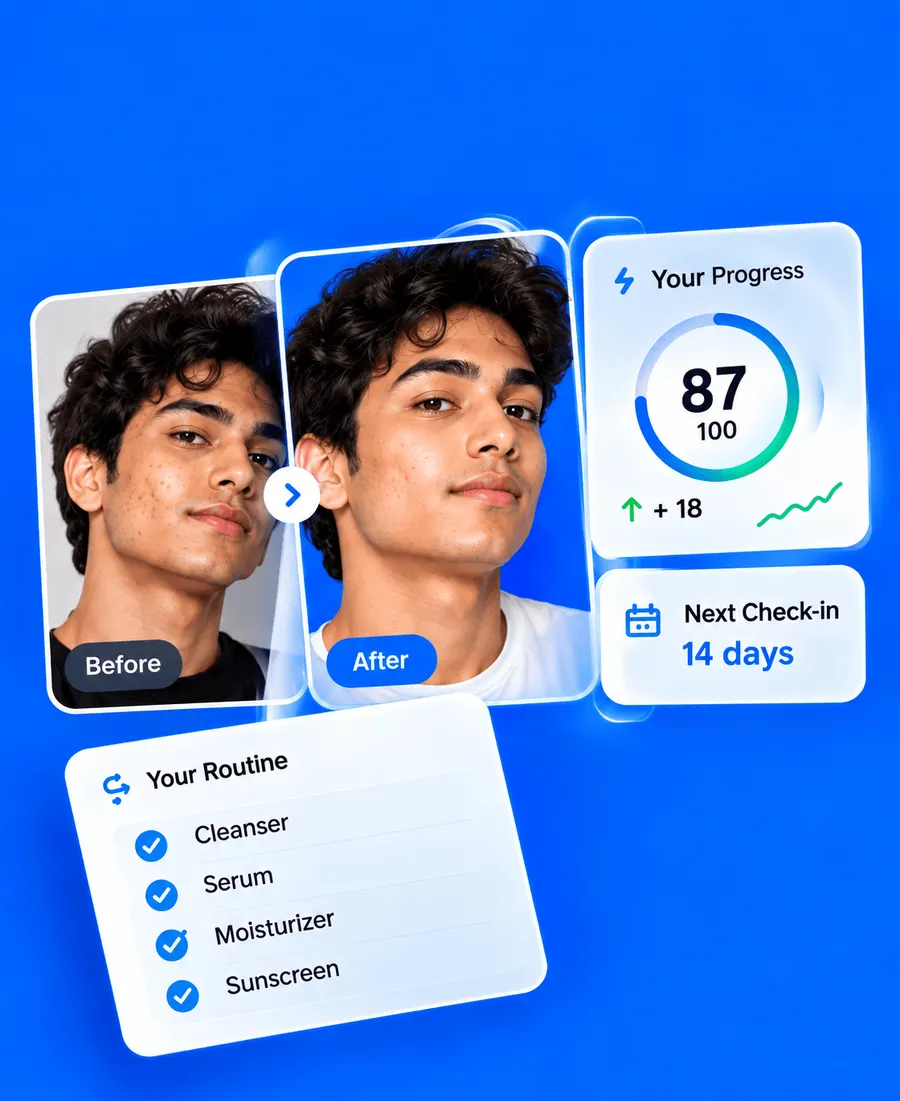 Before
After
Your Progress
87
100
+ 18
Next Check-in
14 days
Your Routine
Cleanser
Serum
Moisturizer
Sunscreen